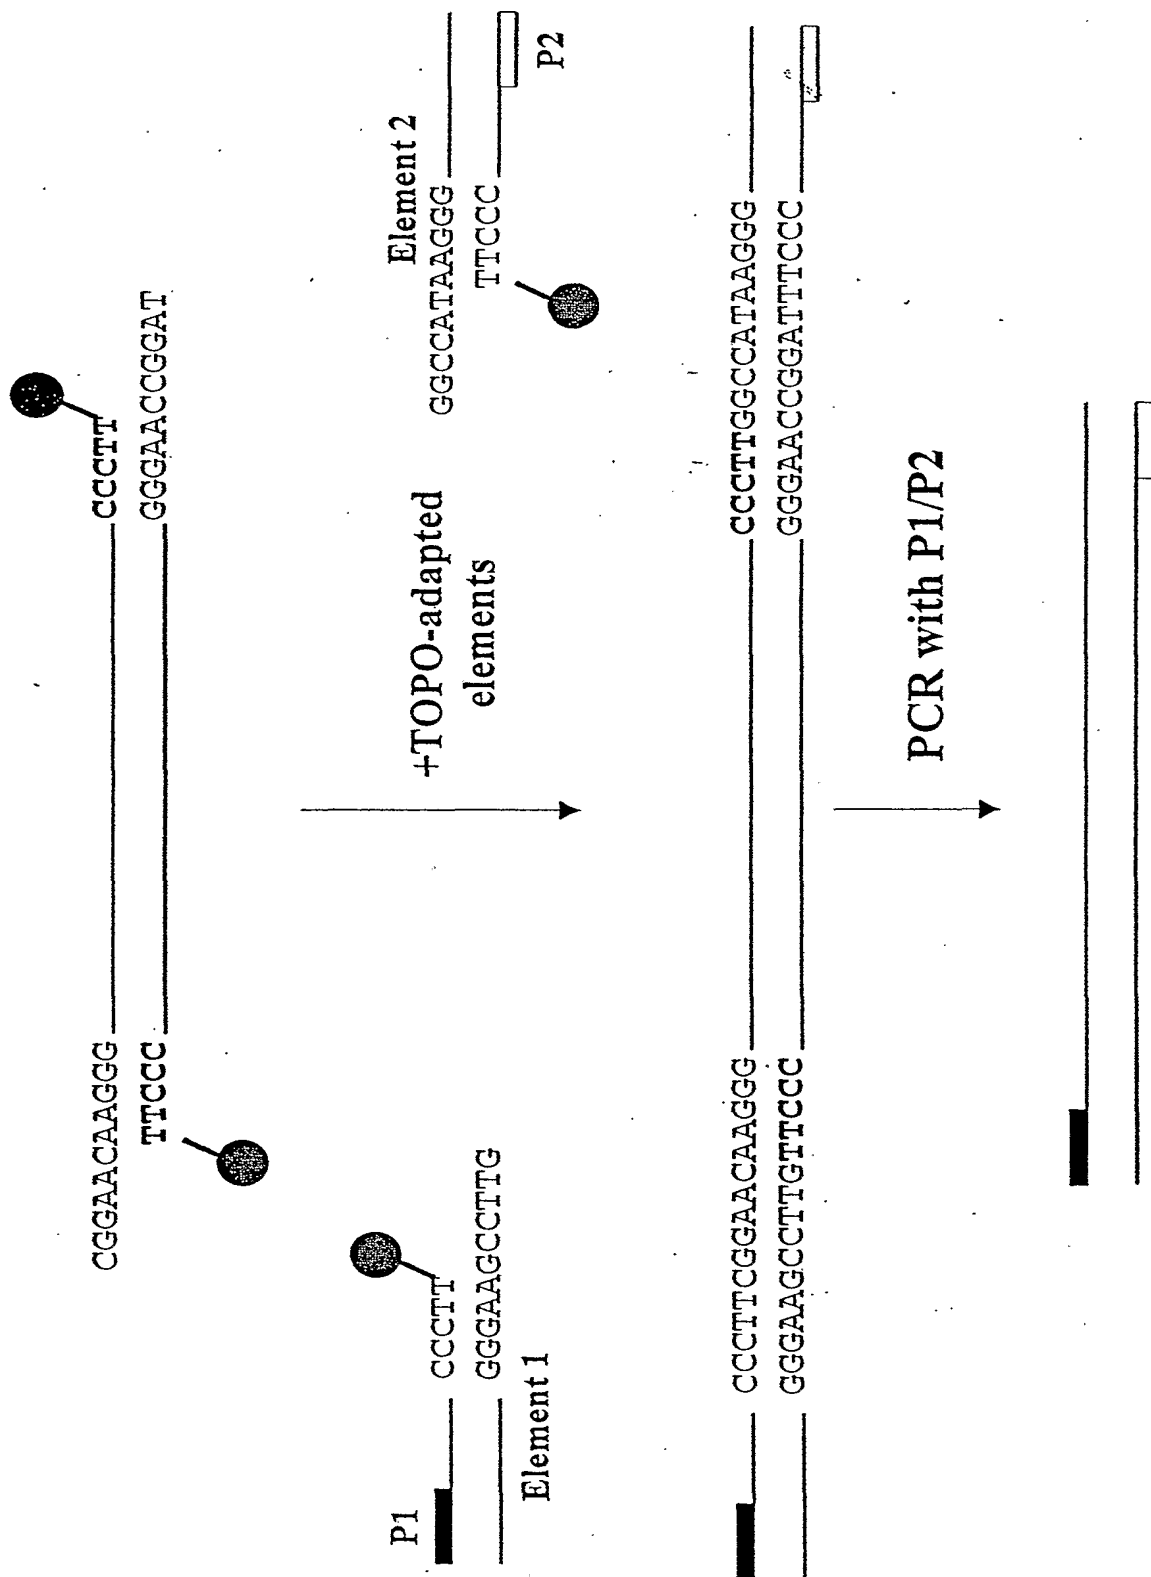 CGGAACAAGGG
CCCTT
TTCCC
GGGAACCGGAT
+TOPO-adapted
elements
P1
CCCTT
GGGAAGCCTTG
Element 1
Element 2
GGCCATAAGGG
TTCCC
P2
CCCTTCGGAACAAGGG
CCCTTGGCCATAAGGG
GGGAAGCCTTGTTCCC
GGGAACCGGATTTCCC
PCR with P1/P2